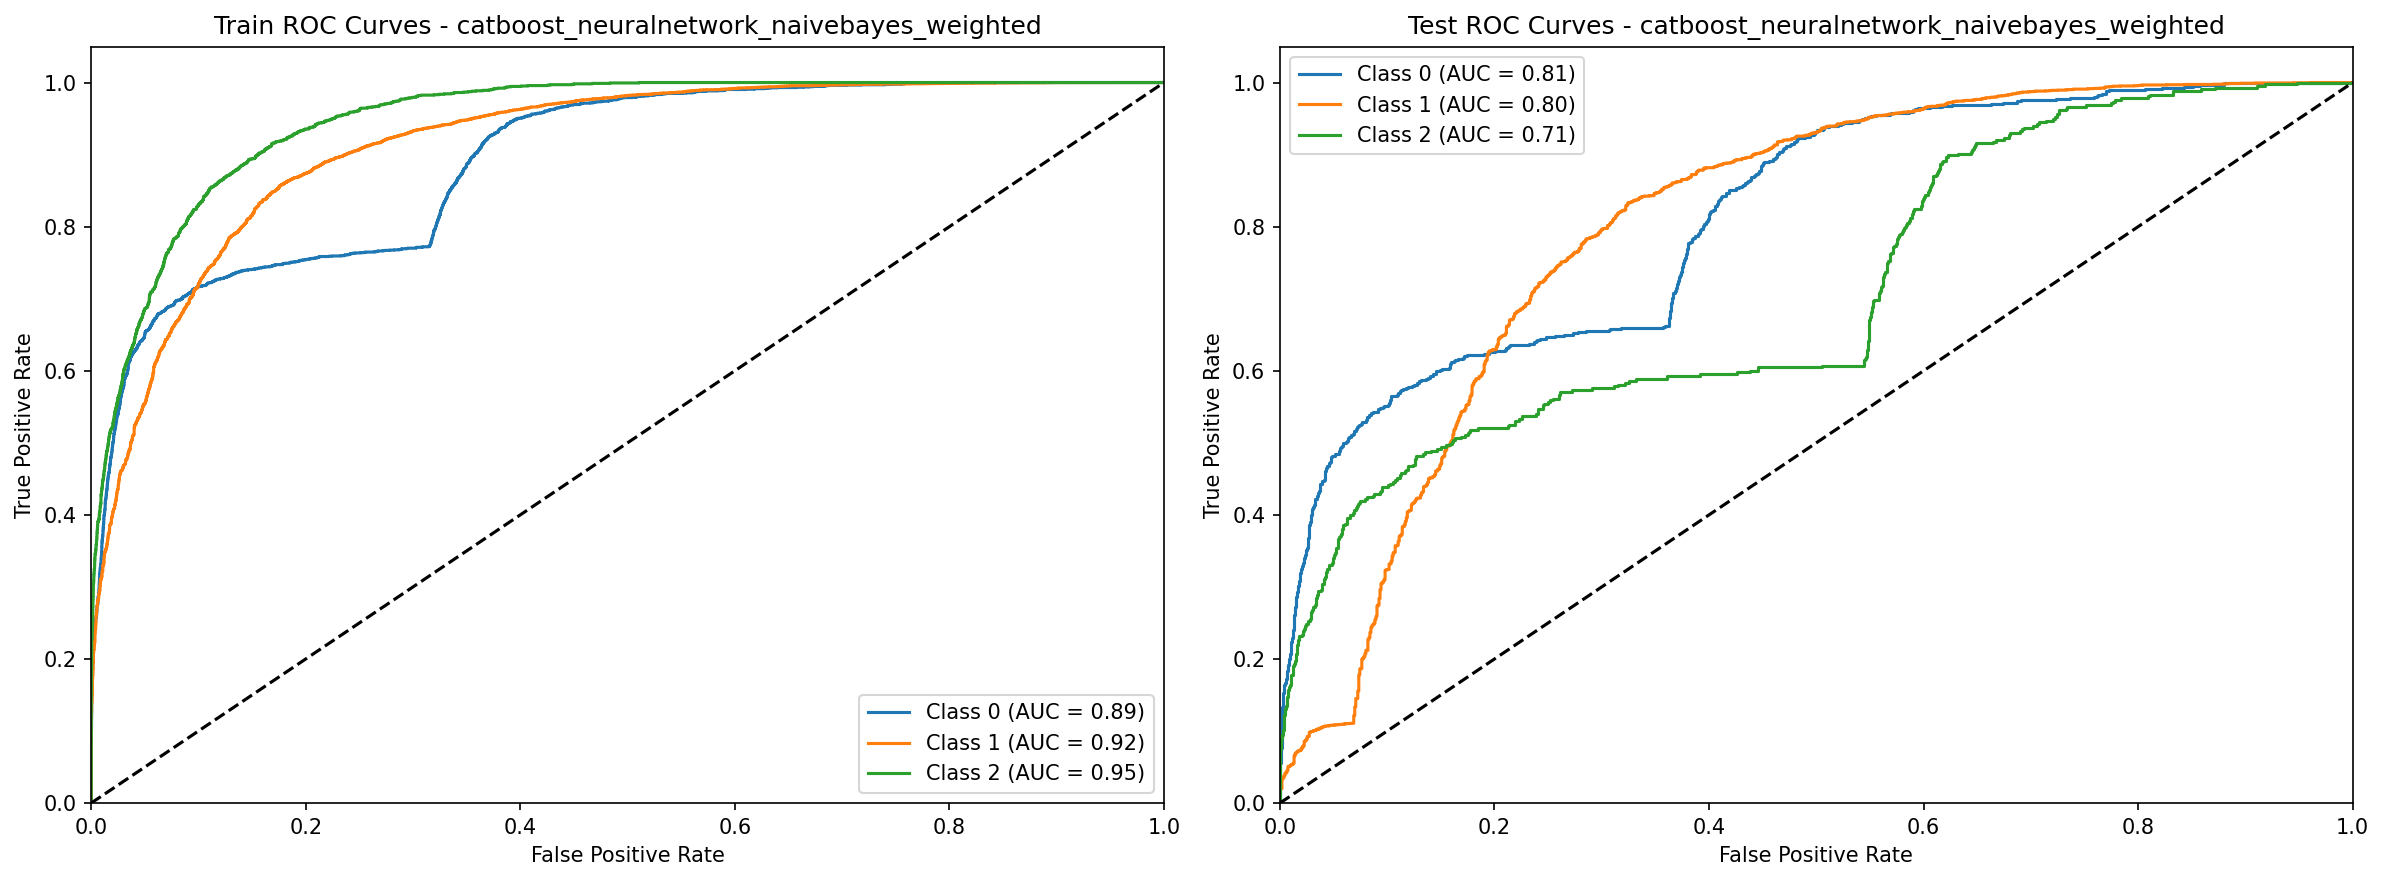 Train ROC Curves - catboost_neuralnetwork_naivebayes_weighted
True Positive Rate
1.0
0.8
0.6
0.4
0.2
0.0
Class 0 (AUC = 0.89)
Class 1 (AUC = 0.92)
Class 2 (AUC = 0.95)
0.0 0.2 0.4 0.6 0.8 1.0
False Positive Rate
Test ROC Curves - catboost_neuralnetwork_naivebayes_weighted
Class 0 (AUC = 0.81)
Class 1 (AUC = 0.80)
Class 2 (AUC = 0.71)
True Positive Rate
1.0
0.8
0.6
0.4
0.2
0.0
0.0 0.2 0.4 0.6 0.8 1.0
False Positive Rate